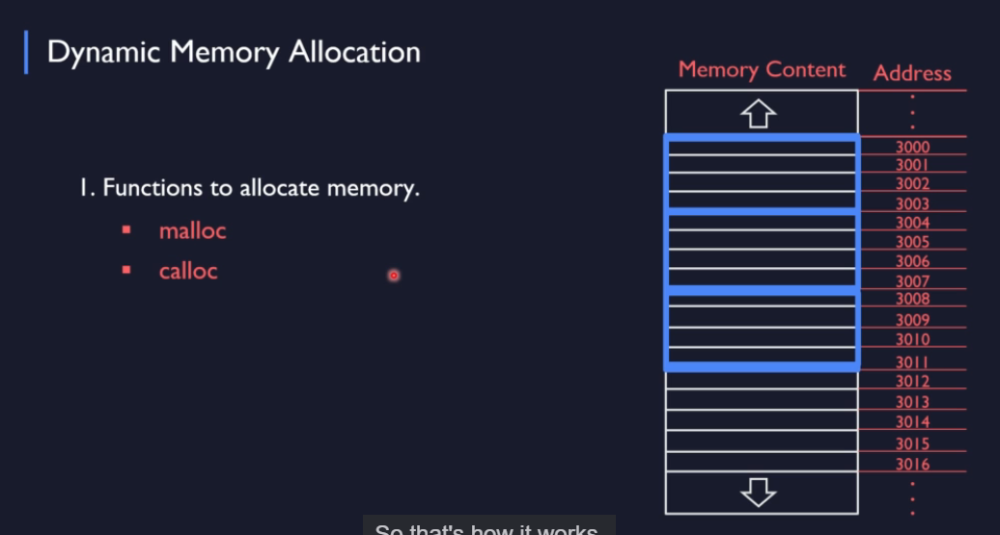 Dynamic Memory Allocation
Memory Content
Address
1. Functions to allocate memory.
malloc
calloc
3000
3001
3002
3003
3004
3005
3006
3007
3008
3009
3010
3011
3012
3013
3014
3015
3016
So that's how it works